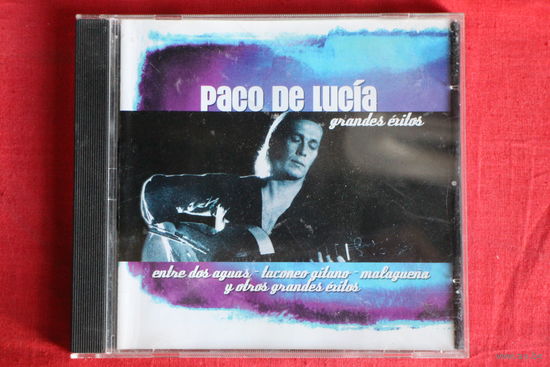 PACO DE LUCÍA
grandes éxitos
entre dos aguas - taconeo gitano - malagueña
y otros grandes éxitos